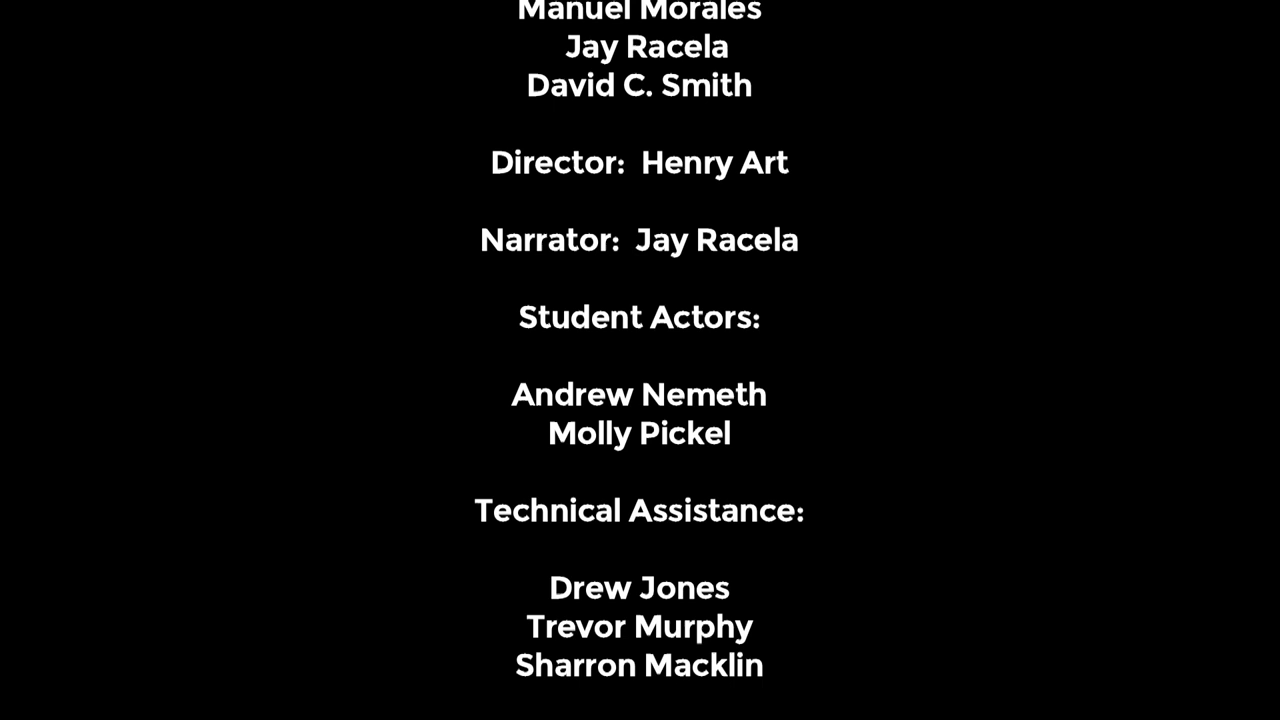 Manuel Morales
Jay Racela
David C. Smith
Director:  Henry Art
Narrator:  Jay Racela
Student Actors:
Andrew Nemeth
Molly Pickel
Technical Assistance:
Drew Jones
Trevor Murphy
Sharron Macklin